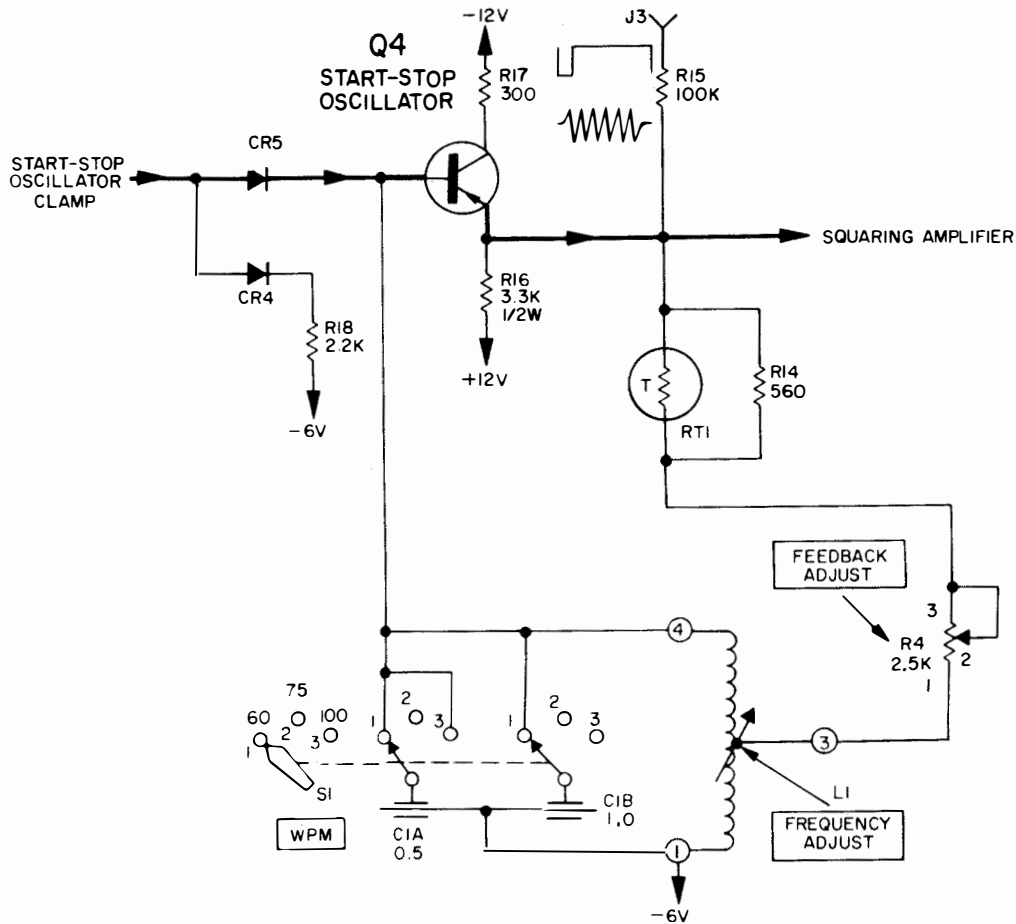 -12V
J3
Q4
START-STOP
OSCILLATOR
R17
300
R15
100K
CR5
START-STOP
OSCILLATOR
CLAMP
SQUARING AMPLIFIER
CR4
R16
3.3K
1/2W
R18
2.2K
+12V
-6V
T
RT1
R14
560
FEEDBACK
ADJUST
3
R4
2.5K
2
1
4
75
60
2
100
3
1
1
2
3
1
2
3
3
S1
L1
WPM
C1A
0.5
C1B
1.0
FREQUENCY
ADJUST
1
-6V